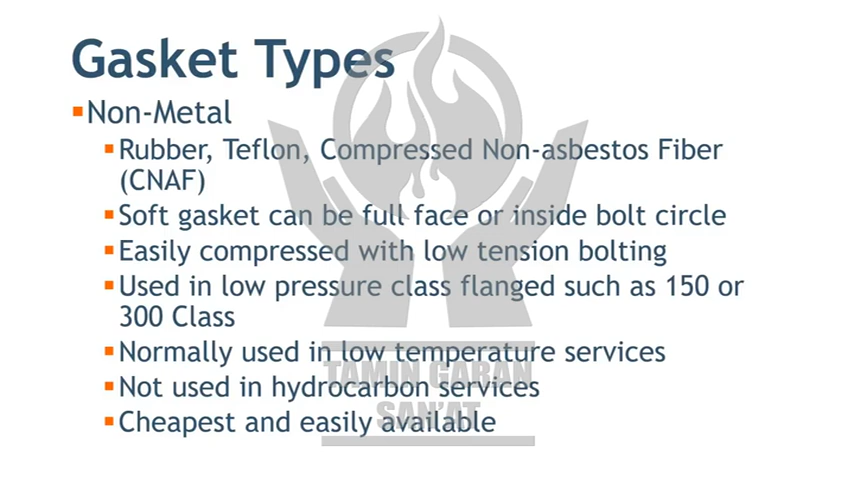 Gasket Types
▪Non-Metal
▪Rubber, Teflon, Compressed Non-asbestos Fiber
(CNAF)
▪Soft gasket can be full face or inside bolt circle
▪Easily compressed with low tension bolting
▪Used in low pressure class flanged such as 150 or
300 Class
▪Normally used in low temperature services
TAMIN GARAN
▪Not used in hydrocarbon services
SAN'AT
▪Cheapest and easily available